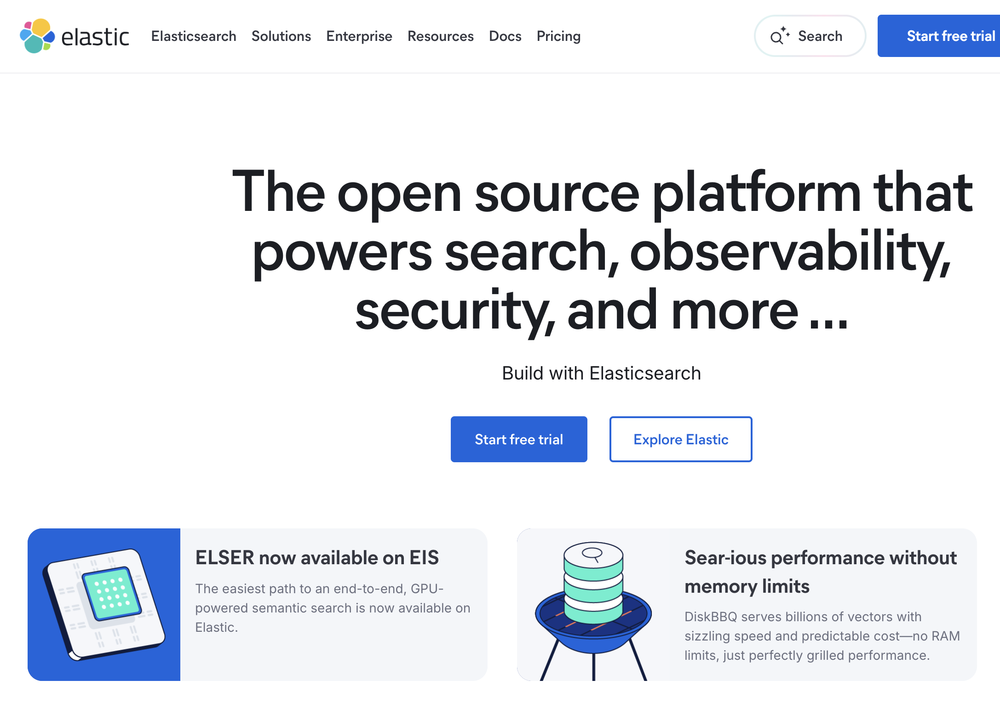 elastic
Elasticsearch Solutions Enterprise Resources Docs Pricing
Search
Start free trial
The open source platform that
powers search, observability,
security, and more ...
Build with Elasticsearch
Start free trial
Explore Elastic
ELSER now available on EIS
The easiest path to an end-to-end, GPU-
powered semantic search is now available on
Elastic.
Sear-ious performance without
memory limits
DiskBBQ serves billions of vectors with
sizzling speed and predictable cost—no RAM
limits, just perfectly grilled performance.